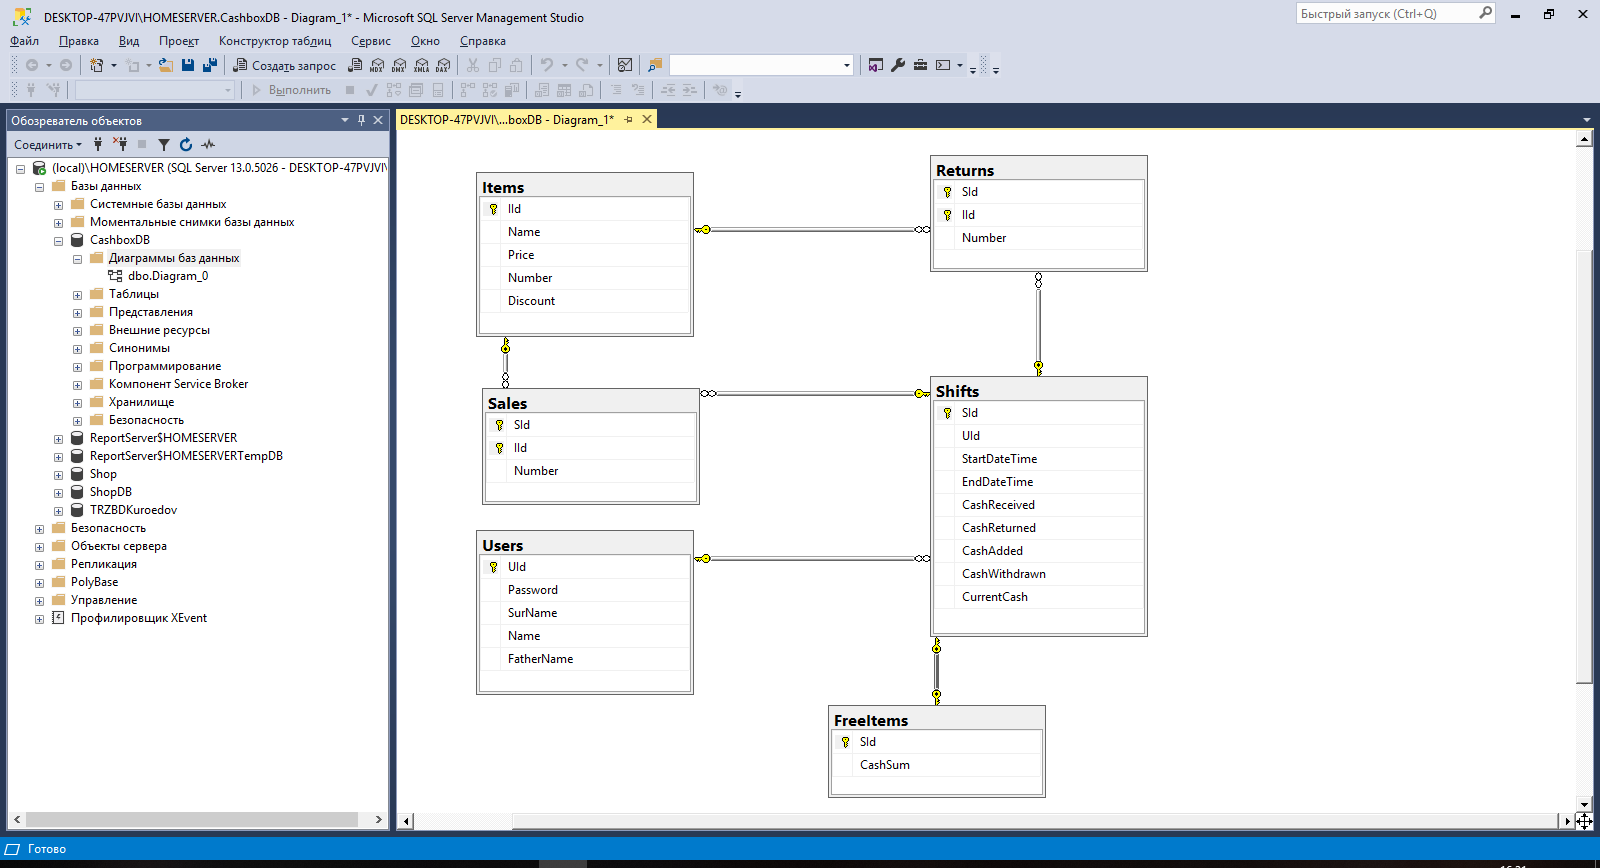 DESKTOP-47PVJVI\HOMESERVER.CashboxDB - Diagram_1* - Microsoft SQL Server Management Studio
Быстрый запуск (Ctrl+Q)
Файл Правка Вид Проект Конструктор таблиц Сервис Окно Справка
Создать запрос
MDX DMX XMLA DAX
Выполнить
Обозреватель объектов
Соединить
(local)\HOMESERVER (SQL Server 13.0.5026 - DESKTOP-47PVJVI\
Базы данных
Системные базы данных
Моментальные снимки базы данных
CashboxDB
Диаграммы баз данных
dbo.Diagram_0
Таблицы
Представления
Внешние ресурсы
Синонимы
Программирование
Компонент Service Broker
Хранилище
Безопасность
ReportServer$HOMESERVER
ReportServer$HOMESERVERTempDB
Shop
ShopDB
TRZBDKuroedov
Безопасность
Объекты сервера
Репликация
PolyBase
Управление
Профилировщик XEvent
DESKTOP-47PVJVI\...boxDB - Diagram_1*
Items
IId
Name
Price
Number
Discount
Returns
SId
IId
Number
Sales
SId
IId
Number
Shifts
SId
UId
StartDateTime
EndDateTime
CashReceived
CashReturned
CashAdded
CashWithdrawn
CurrentCash
Users
UId
Password
SurName
Name
FatherName
FreeItems
SId
CashSum
Готово